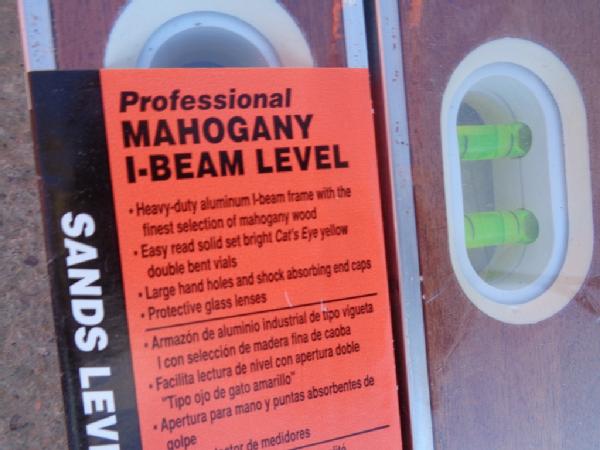 Professional
MAHOGANY
I-BEAM LEVEL
• Heavy-duty aluminum I-beam frame with the
finest selection of mahogany wood
• Easy read solid set bright Cat's Eye yellow
double bent vials
• Large hand holes and shock absorbing end caps
• Protective glass lenses
• Armazón de aluminio industrial de tipo vigueta
I con selección de madera fina de caoba
• Facilita lectura de nivel con apertura doble
"Tipo ojo de gato amarillo"
• Apertura para mano y puntas absorbentes de
golpe
de medidores
SANDS LEV